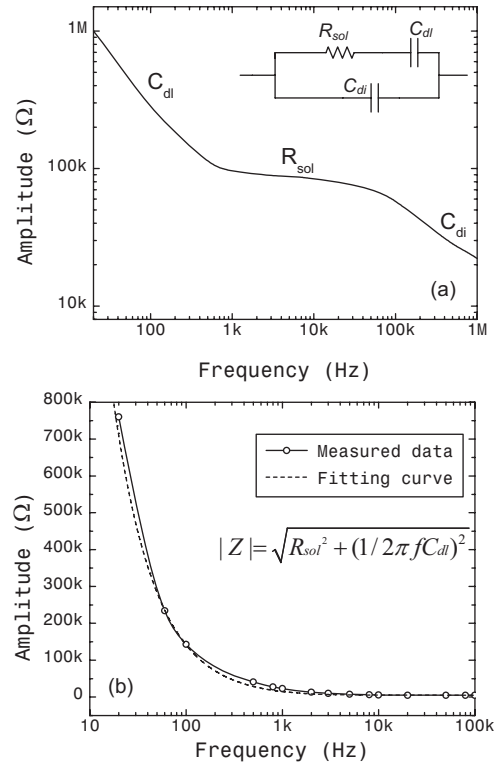 1M
100k
10k
Amplitude (Ω)
C_dl
R_sol
C_di
R_sol
C_dl
C_di
(a)
100 1k 10k 100k 1M
Frequency (Hz)
800k
700k
600k
500k
400k
300k
200k
100k
0
Amplitude (Ω)
Measured data
Fitting curve
|Z|=√(R_sol² + (1/2πfC_dl)²)
(b)
10 100 1k 10k 100k
Frequency (Hz)